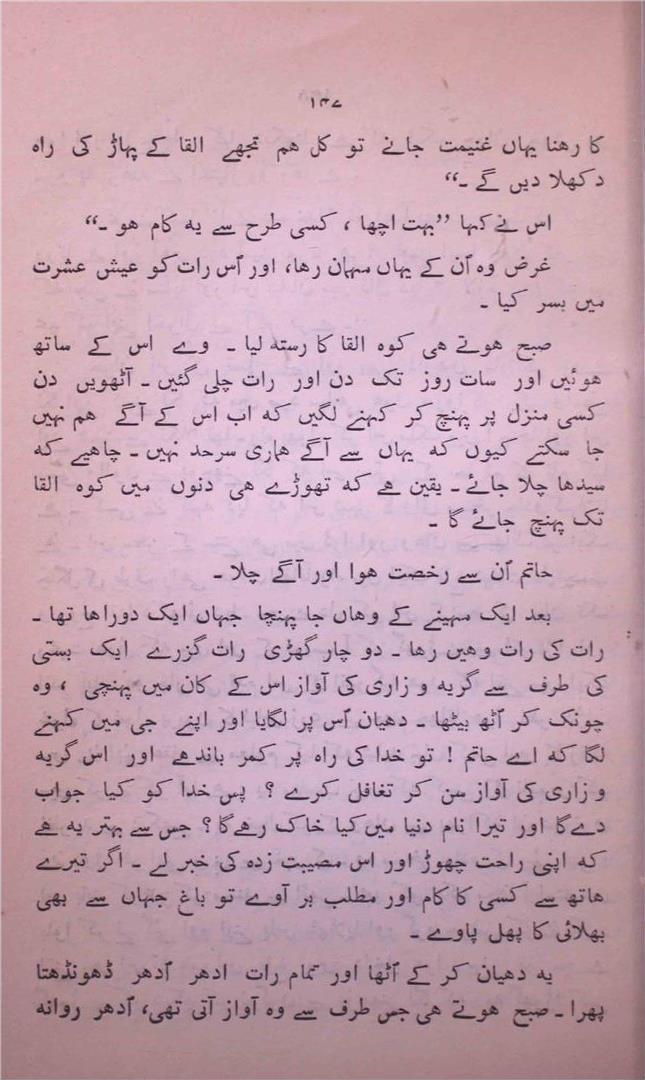 ۱۴۷
کا رہنا یہاں غنیمت جانے تو کل ہم تجھے القا کے پہاڑ کی راہ
دکھلا دیں گے ۔“
اس نے کہا ”بہت اچھا ، کسی طرح سے یہ کام ہو ۔“
غرض وہ اُن کے یہاں مہمان رہا، اور اُس رات کو عیش عشرت
میں بسر کیا ۔
صبح ہوتے ہی کوہ القا کا رستہ لیا ۔ وے اس کے ساتھ
ہوئیں اور سات روز تک دن اور رات چلی گئیں ۔ آٹھویں دن
کسی منزل پر پہنچ کر کہنے لگیں کہ اب اس کے آگے ہم نہیں
جا سکتے کیوں کہ یہاں سے آگے ہماری سرحد نہیں ۔ چاہیے کہ
سیدھا چلا جائے ۔ یقین ہے کہ تھوڑے ہی دنوں میں کوہ القا
تک پہنچ جائے گا ۔
حاتم اُن سے رخصت ہوا اور آگے چلا ۔
بعد ایک مہینے کے وہاں جا پہنچا جہاں ایک دوراہا تھا ۔
رات کی رات وہیں رہا ۔ دو چار گھڑی رات گزرے ایک بستی
کی طرف سے گریہ و زاری کی آواز اس کے کان میں پہنچی ، وہ
چونک کر اُٹھ بیٹھا ۔ دھیان اُس پر لگایا اور اپنے جی میں کہنے
لگا کہ اے حاتم ! تو خدا کی راہ پر کمر باندھے اور اس گریہ
و زاری کی آواز سن کر تغافل کرے ؟ پس خدا کو کیا جواب
دے گا اور تیرا نام دنیا میں کیا خاک رہے گا ؟ جس سے بہتر یہ ہے
کہ اپنی راحت چھوڑ اور اس مصیبت زدہ کی خبر لے ۔ اگر تیرے
ہاتھ سے کسی کا کام اور مطلب بر آوے تو باغ جہاں سے بھی
بھلائی کا پھل پاوے ۔
یہ دھیان کر کے اُٹھا اور تمام رات ادھر اُدھر ڈھونڈھتا
پھرا ۔ صبح ہوتے ہی جس طرف سے وہ آواز آتی تھی، اُدھر روانہ